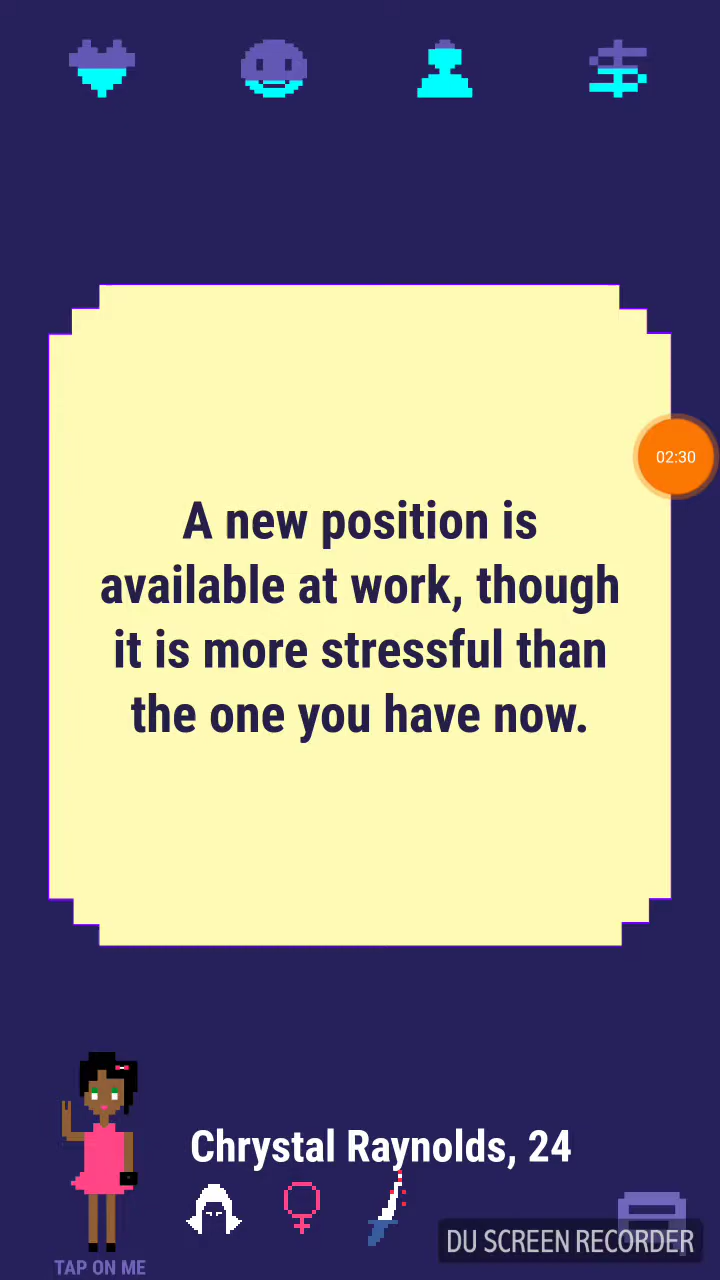 02:30
A new position is
available at work, though
it is more stressful than
the one you have now.
Chrystal Raynolds, 24
TAP ON ME
DU SCREEN RECORDER